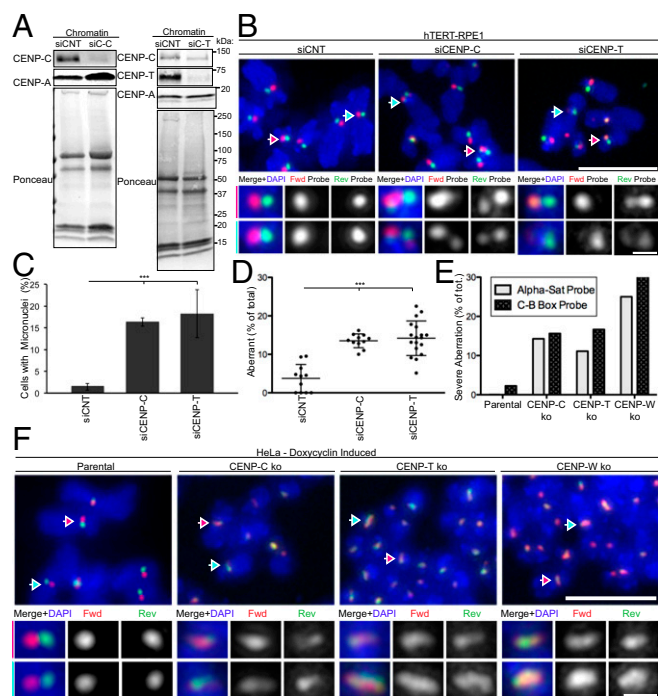 A
Chromatin
siCNT siC-C
CENP-C
CENP-A
Ponceau
Chromatin
siCNT siC-T
kDa:
CENP-C
CENP-T
CENP-A
Ponceau
150
75
20
250
150
100
75
50
37
25
20
15
B
hTERT-RPE1
siCNT siCENP-C siCENP-T
Merge+DAPI Fwd Probe Rev Probe Merge+DAPI Fwd Probe Rev Probe Merge+DAPI Fwd Probe Rev Probe
C
Cells with Micronuclei (%)
30
20
10
0
***
siCNT
siCENP-C
siCENP-T
D
Aberrant (% of total)
30
20
10
0
***
siCNT
siCENP-C
siCENP-T
E
Severe Aberration (% of tot.)
30
20
10
0
Alpha-Sat Probe
C-B Box Probe
Parental CENP-C CENP-T CENP-W
ko ko ko
F
HeLa - Doxycyclin Induced
Parental CENP-C ko CENP-T ko CENP-W ko
Merge+DAPI Fwd Rev Merge+DAPI Fwd Rev Merge+DAPI Fwd Rev Merge+DAPI Fwd Rev